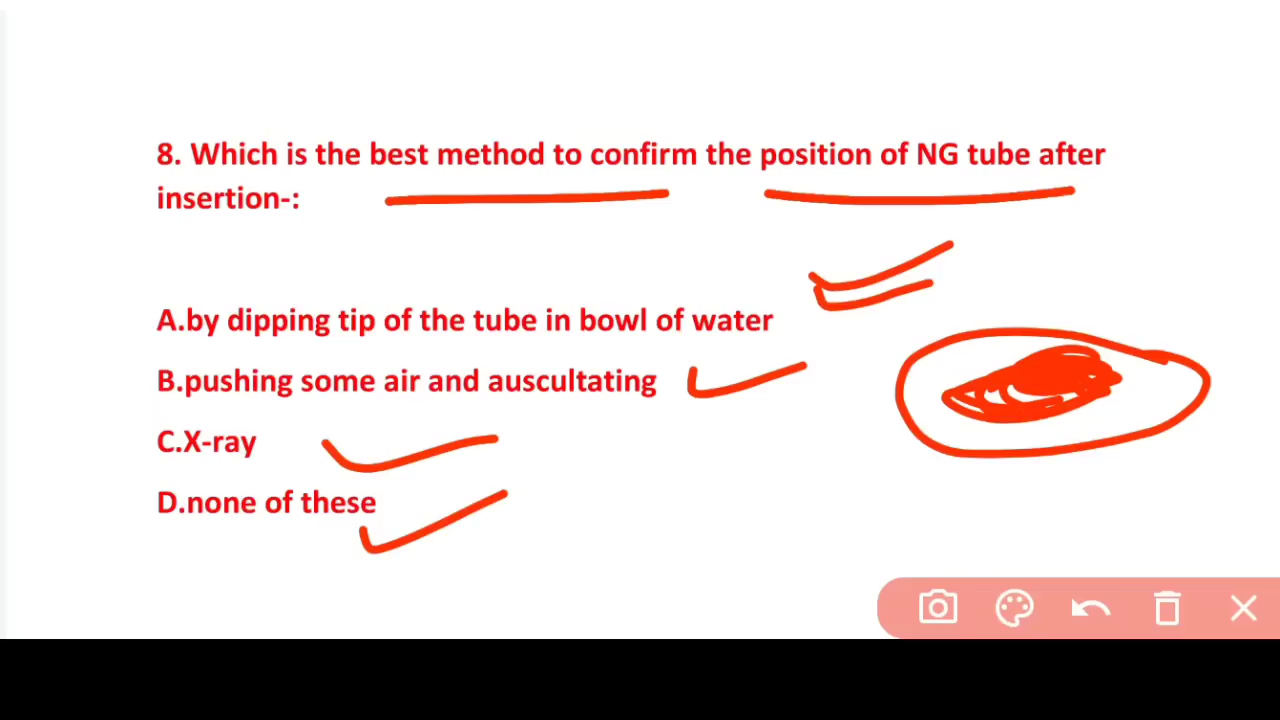 8. Which is the best method to confirm the position of NG tube after
insertion-:
A.by dipping tip of the tube in bowl of water
B.pushing some air and auscultating
C.X-ray
D.none of these